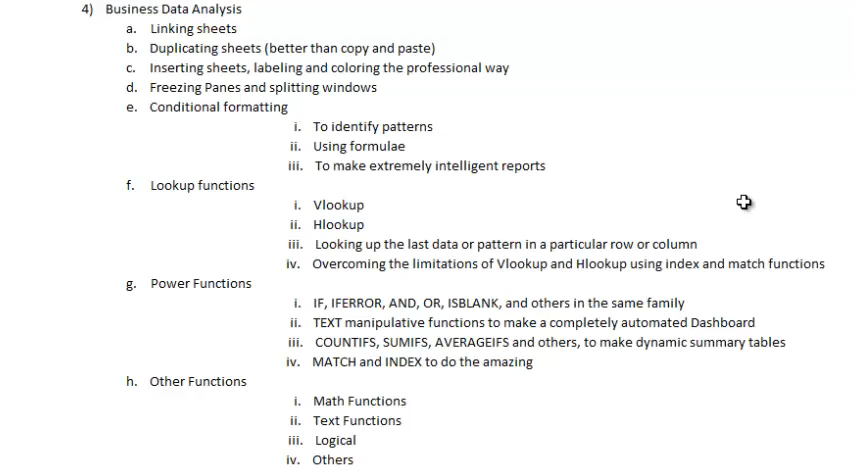 4) Business Data Analysis
a. Linking sheets
b. Duplicating sheets (better than copy and paste)
c. Inserting sheets, labeling and coloring the professional way
d. Freezing Panes and splitting windows
e. Conditional formatting
i. To identify patterns
ii. Using formulae
iii. To make extremely intelligent reports
f. Lookup functions
i. Vlookup
ii. Hlookup
iii. Looking up the last data or pattern in a particular row or column
iv. Overcoming the limitations of Vlookup and Hlookup using index and match functions
g. Power Functions
i. IF, IFERROR, AND, OR, ISBLANK, and others in the same family
ii. TEXT manipulative functions to make a completely automated Dashboard
iii. COUNTIFS, SUMIFS, AVERAGEIFS and others, to make dynamic summary tables
iv. MATCH and INDEX to do the amazing
h. Other Functions
i. Math Functions
ii. Text Functions
iii. Logical
iv. Others